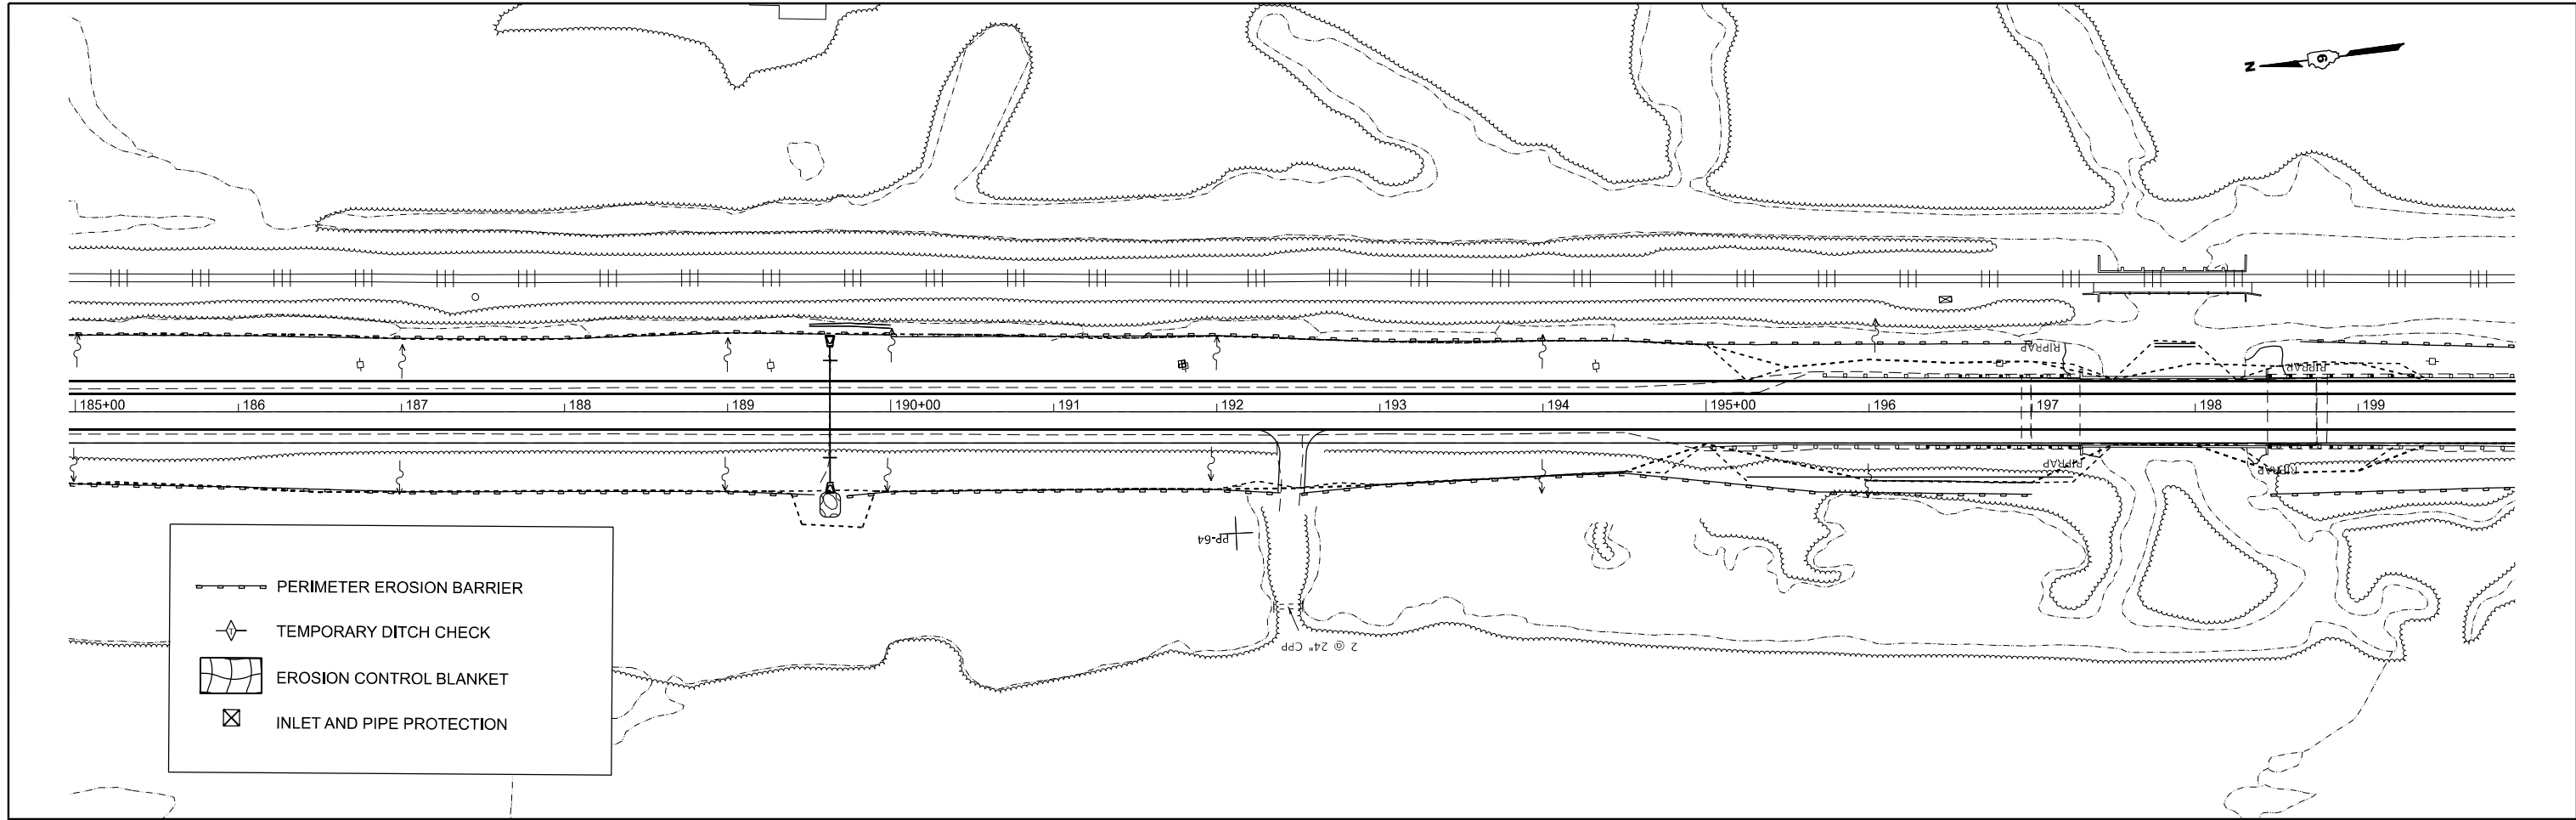 N
6
RIPRAP
RIPRAP
185+00 186 187 188 189 190+00 191 192 193 194 195+00 196 197 198 199
RIPRAP
RIPRAP
PP-64
2 @ 24" CPP
PERIMETER EROSION BARRIER
T
TEMPORARY DITCH CHECK
EROSION CONTROL BLANKET
INLET AND PIPE PROTECTION